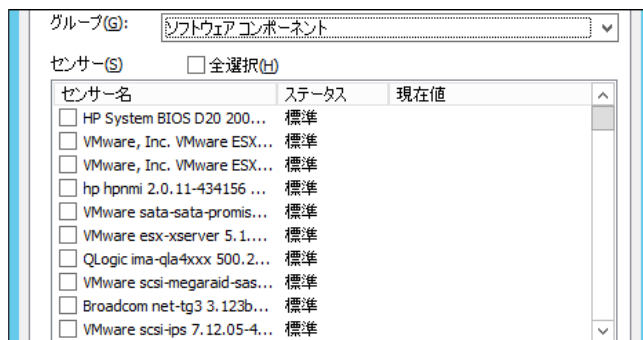 グループ(G): ソフトウェア コンポーネント
センサー(S) 全選択(H)
センサー名 ステータス 現在値
HP System BIOS D20 200... 標準
VMware, Inc. VMware ESX... 標準
VMware, Inc. VMware ESX... 標準
hp hpnmi 2.0.11-434156 ... 標準
VMware sata-sata-promis... 標準
VMware esx-xserver 5.1.... 標準
QLogic ima-qla4xxx 500.2... 標準
VMware scsi-megaraid-sas... 標準
Broadcom net-tg3 3.123b... 標準
VMware scsi-ips 7.12.05-4... 標準